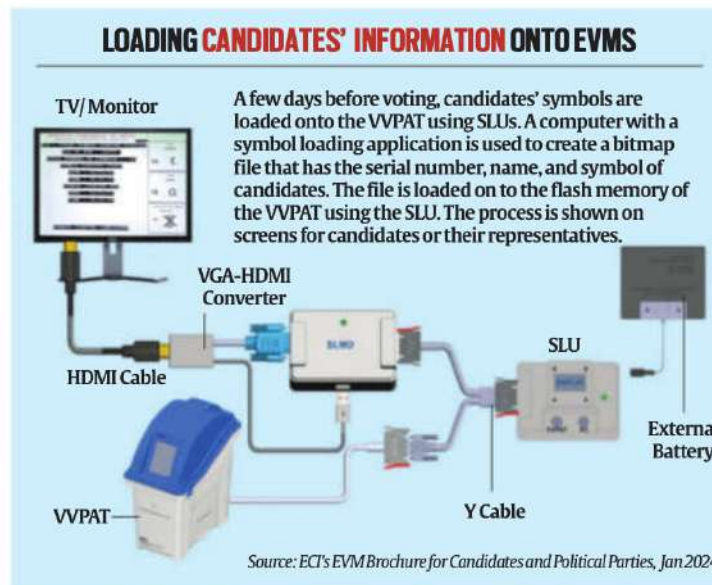 LOADING CANDIDATES' INFORMATION ONTO EVMS
TV/Monitor
A few days before voting, candidates' symbols are
loaded onto the VVPAT using SLUs. A computer with a
symbol loading application is used to create a bitmap
file that has the serial number, name, and symbol of
candidates. The file is loaded on to the flash memory of
the VVPAT using the SLU. The process is shown on
screens for candidates or their representatives.
VGA-HDMI
Converter
SLMD
SLU
HDMI Cable
Externa
Battery
VVPAT
Y Cable
Source: ECI's EVM Brochure for Candidates and Political Parties, Jan 2024